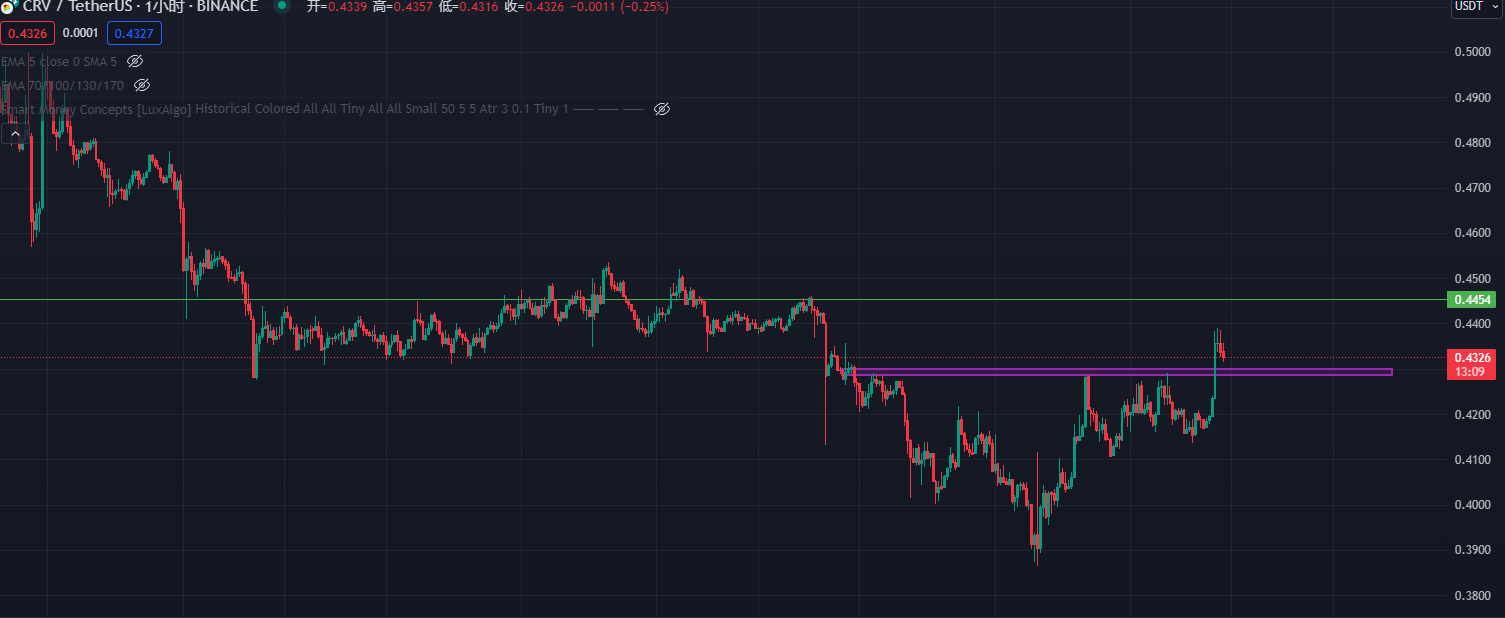 CRV / TetherUS · 1小时 · BINANCE 开=0.4339 高=0.4357 低=0.4316 收=0.4326 −0.0011 (−0.25%)
USDT
0.4326 0.0001 0.4327
EMA 5 close 0 SMA 5
EMA 70/100/130/170
Smart Money Concepts [LuxAlgo] Historical Colored All All Tiny All All Small 50 5 5 Atr 3 0.1 Tiny 1
0.5000
0.4900
0.4800
0.4700
0.4600
0.4500
0.4454
0.4400
0.4326
13:09
0.4200
0.4100
0.4000
0.3900
0.3800